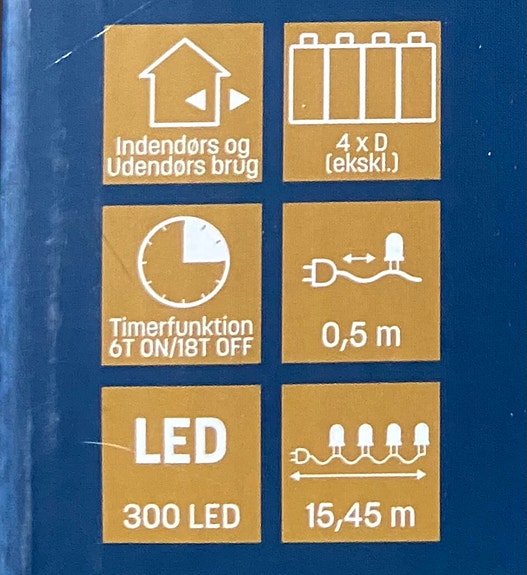 Indendørs og
Udendørs brug
4 x D
(ekskl.)
Timerfunktion
6T ON/18T OFF
0,5 m
LED
300 LED
15,45 m